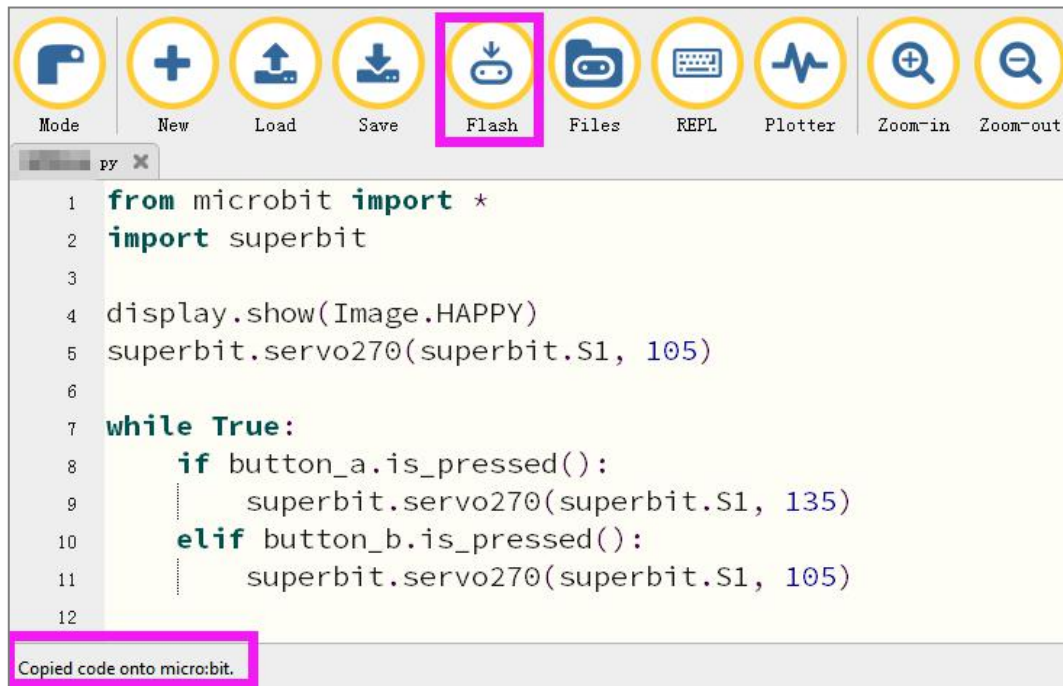 Mode New Load Save Flash Files REPL Plotter Zoom-in Zoom-out
py
1 from microbit import *
2 import superbit
3
4 display.show(Image.HAPPY)
5 superbit.servo270(superbit.S1, 105)
6
7 while True:
8 if button_a.is_pressed():
9 superbit.servo270(superbit.S1, 135)
10 elif button_b.is_pressed():
11 superbit.servo270(superbit.S1, 105)
12
Copied code onto micro:bit.